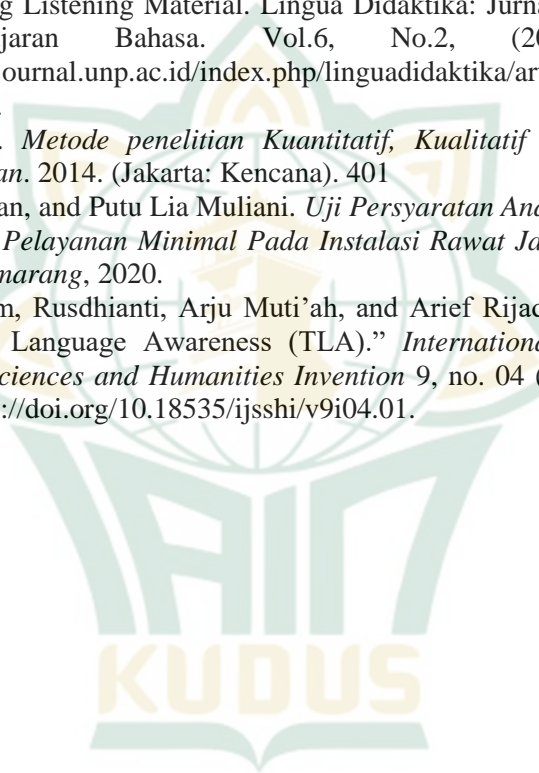 g Listening Material. Lingua Didaktika: Jurna
jaran Bahasa. Vol.6, No.2, (20
ournal.unp.ac.id/index.php/linguadidaktika/ar
. Metode penelitian Kuantitatif, Kualitatif
an. 2014. (Jakarta: Kencana). 401
an, and Putu Lia Muliani. Uji Persyaratan Ana
Pelayanan Minimal Pada Instalasi Rawat Ja
marang, 2020.
m, Rusdhianti, Arju Muti'ah, and Arief Rijad
Language Awareness (TLA).” International
ciences and Humanities Invention 9, no. 04 (
://doi.org/10.18535/ijsshi/v9i04.01.
IAIN
KUDUS